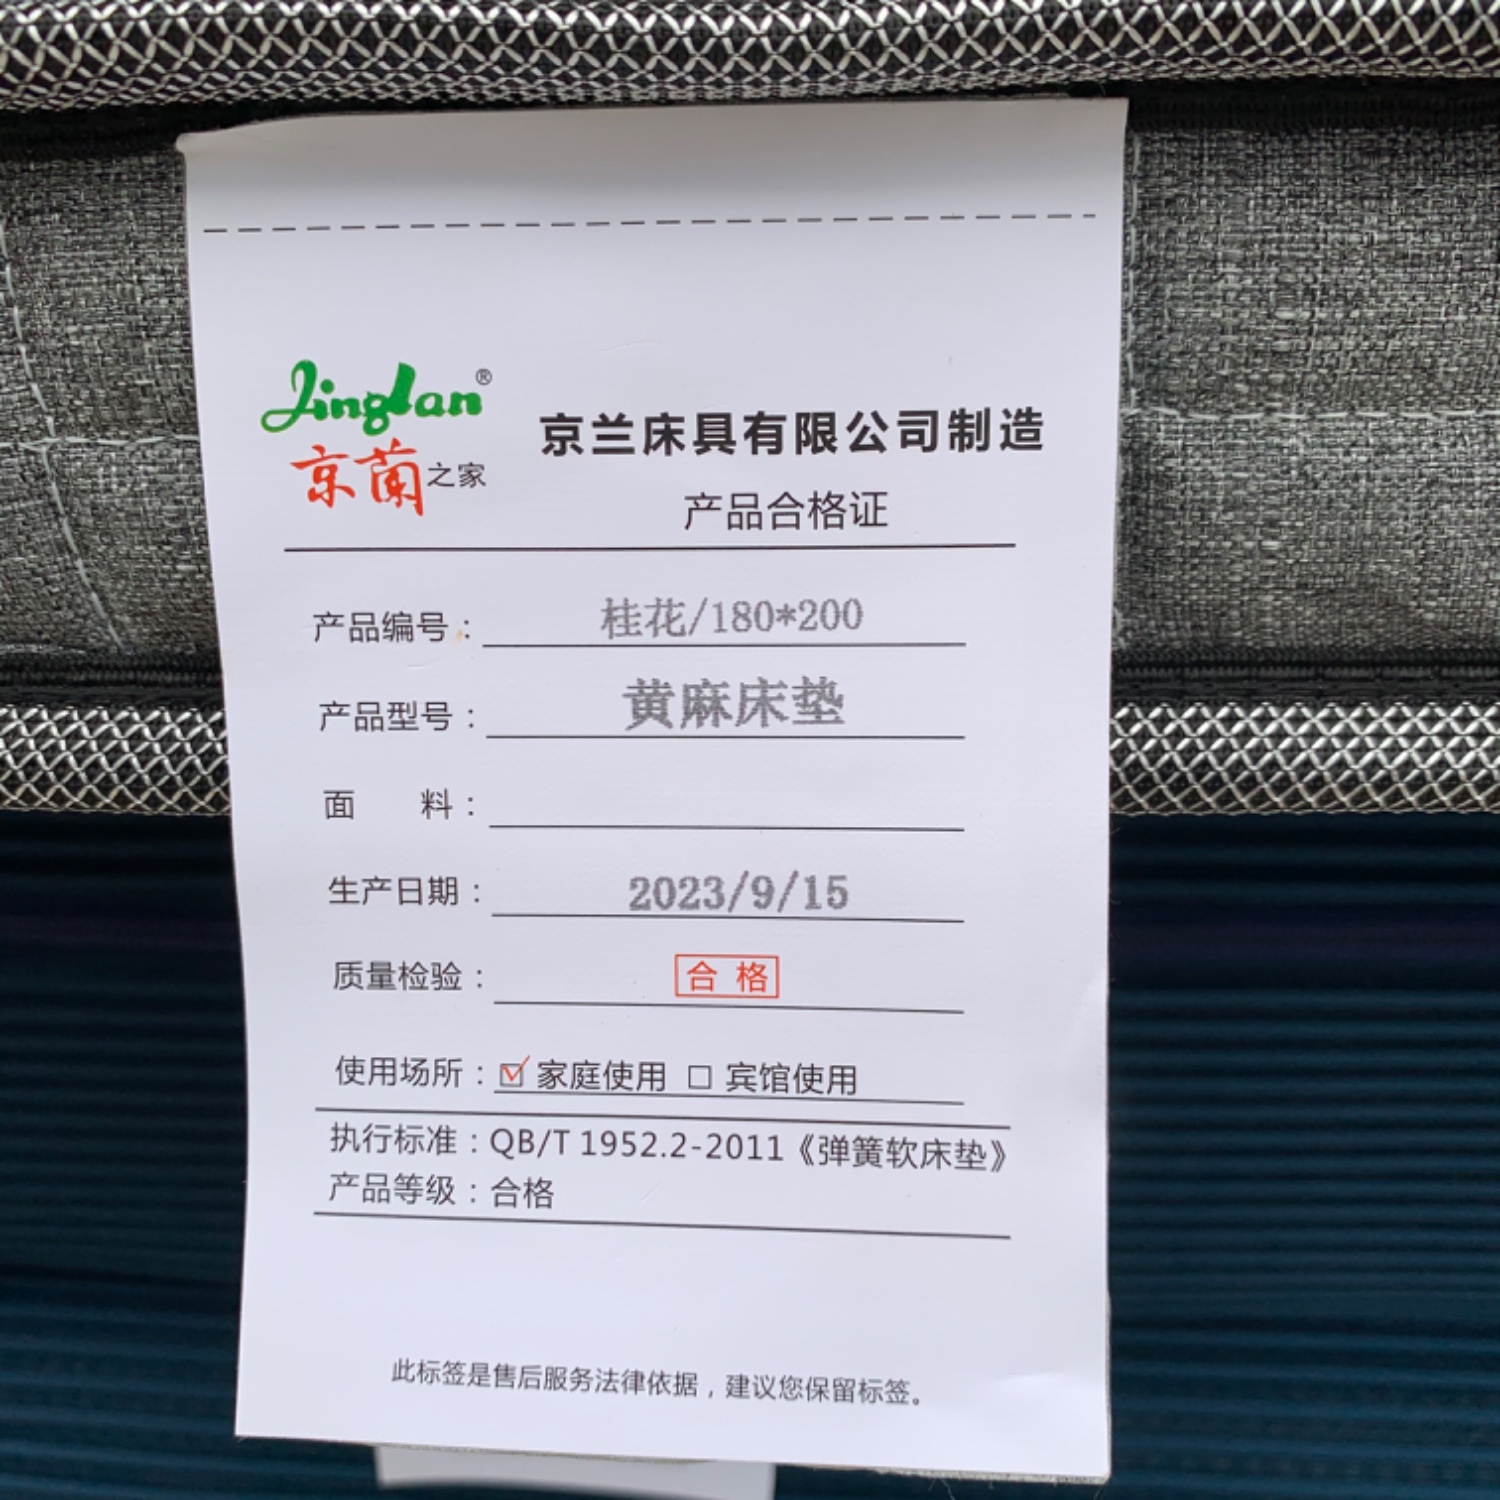 Jinglan®
京蘭之家
京兰床具有限公司制造
产品合格证
产品编号：桂花/180*200
产品型号：黄麻床垫
面 料：
生产日期：2023/9/15
质量检验：合 格
使用场所：☑ 家庭使用 □ 宾馆使用
执行标准：QB/T 1952.2-2011《弹簧软床垫》
产品等级：合格
此标签是售后服务法律依据，建议您保留标签。